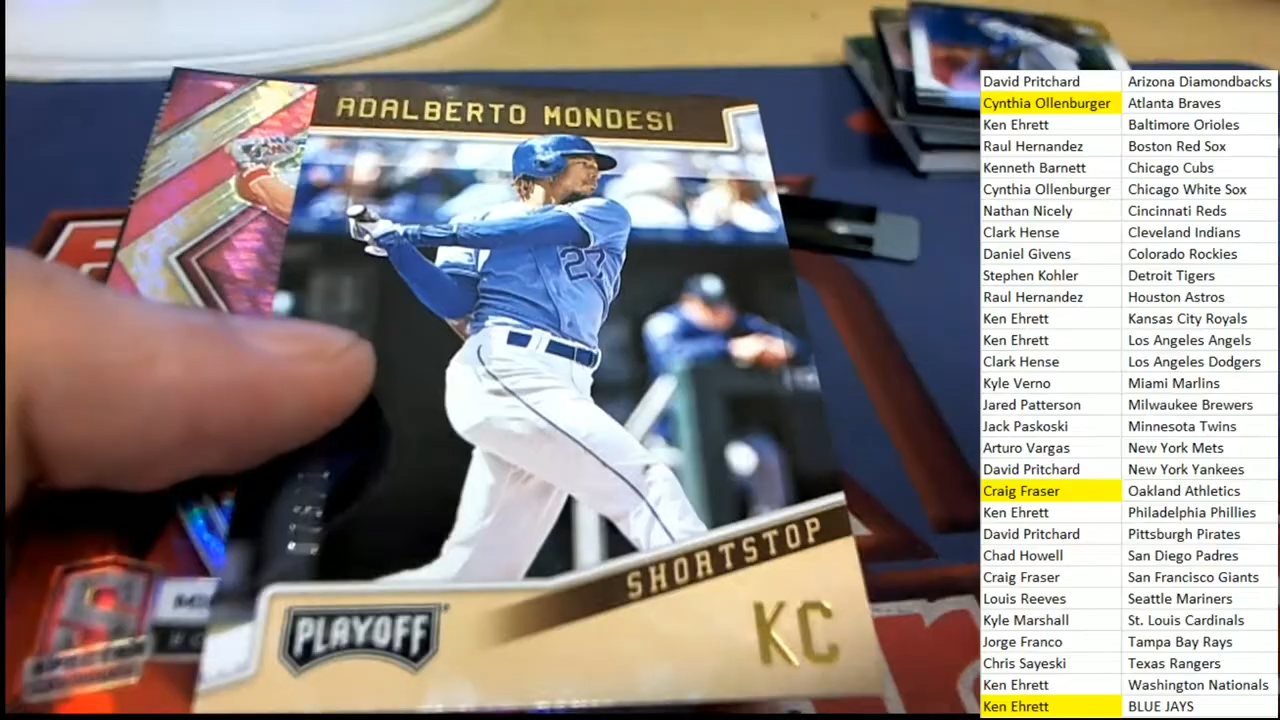 ADALBERTO MONDESI
27
SHORTSTOP
PLAYOFF
KC
David Pritchard Arizona Diamondbacks
Cynthia Ollenburger Atlanta Braves
Ken Ehrett Baltimore Orioles
Raul Hernandez Boston Red Sox
Kenneth Barnett Chicago Cubs
Cynthia Ollenburger Chicago White Sox
Nathan Nicely Cincinnati Reds
Clark Hense Cleveland Indians
Daniel Givens Colorado Rockies
Stephen Kohler Detroit Tigers
Raul Hernandez Houston Astros
Ken Ehrett Kansas City Royals
Ken Ehrett Los Angeles Angels
Clark Hense Los Angeles Dodgers
Kyle Verno Miami Marlins
Jared Patterson Milwaukee Brewers
Jack Paskoski Minnesota Twins
Arturo Vargas New York Mets
David Pritchard New York Yankees
Craig Fraser Oakland Athletics
Ken Ehrett Philadelphia Phillies
David Pritchard Pittsburgh Pirates
Chad Howell San Diego Padres
Craig Fraser San Francisco Giants
Louis Reeves Seattle Mariners
Kyle Marshall St. Louis Cardinals
Jorge Franco Tampa Bay Rays
Chris Sayeski Texas Rangers
Ken Ehrett Washington Nationals
Ken Ehrett BLUE JAYS